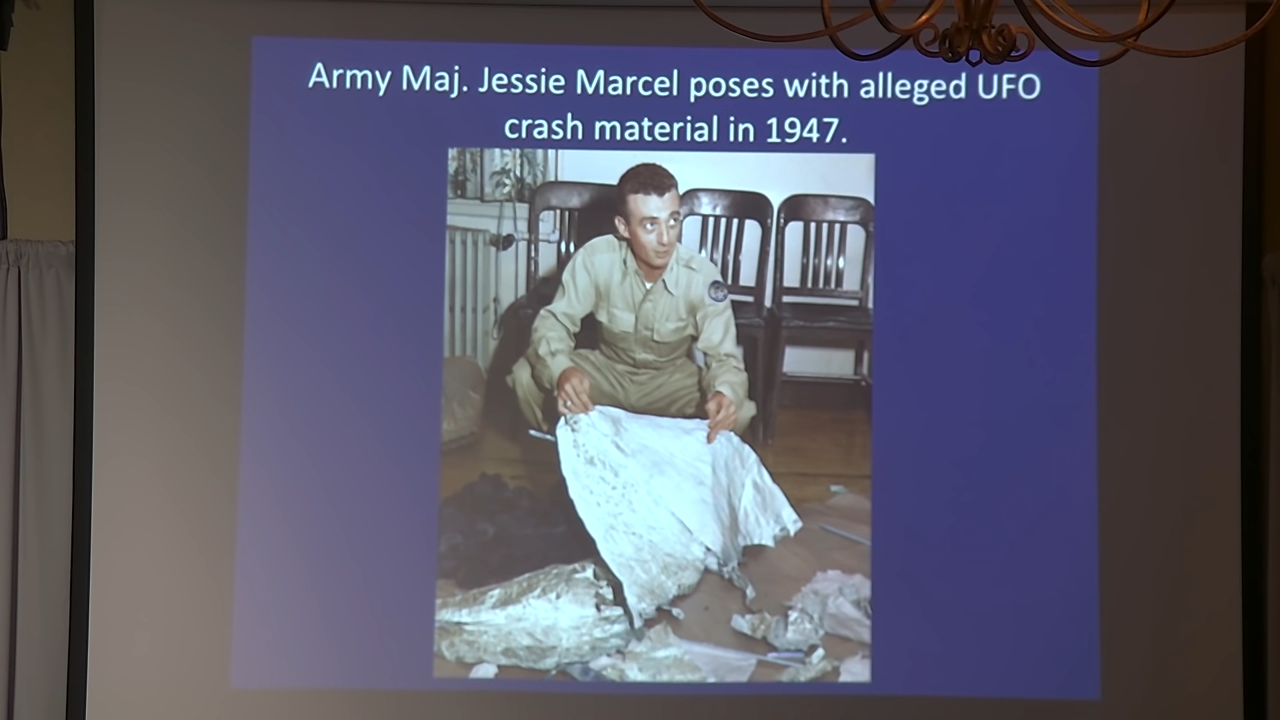 Army Maj. Jessie Marcel poses with alleged UFO
crash material in 1947.